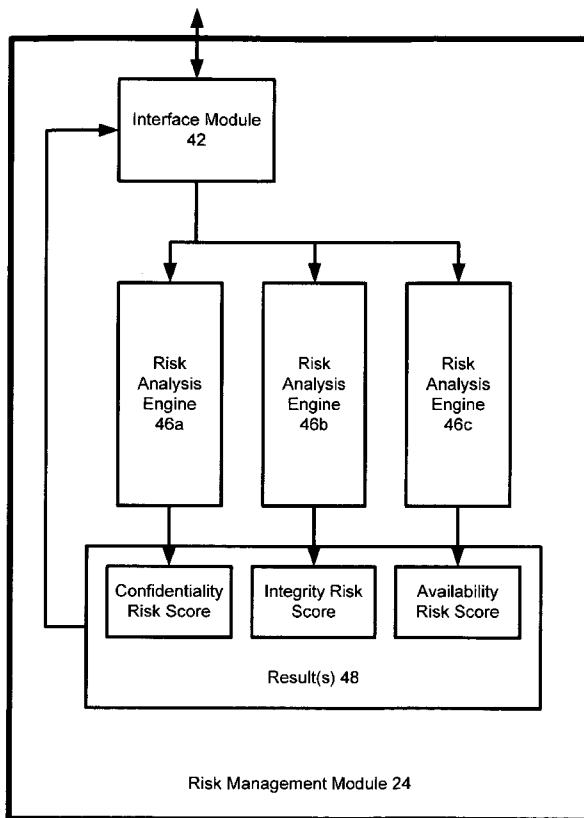 Interface Module
42
Risk
Analysis
Engine
46a
Risk
Analysis
Engine
46b
Risk
Analysis
Engine
46c
Confidentiality
Risk Score
Integrity Risk
Score
Availability
Risk Score
Result(s) 48
Risk Management Module 24